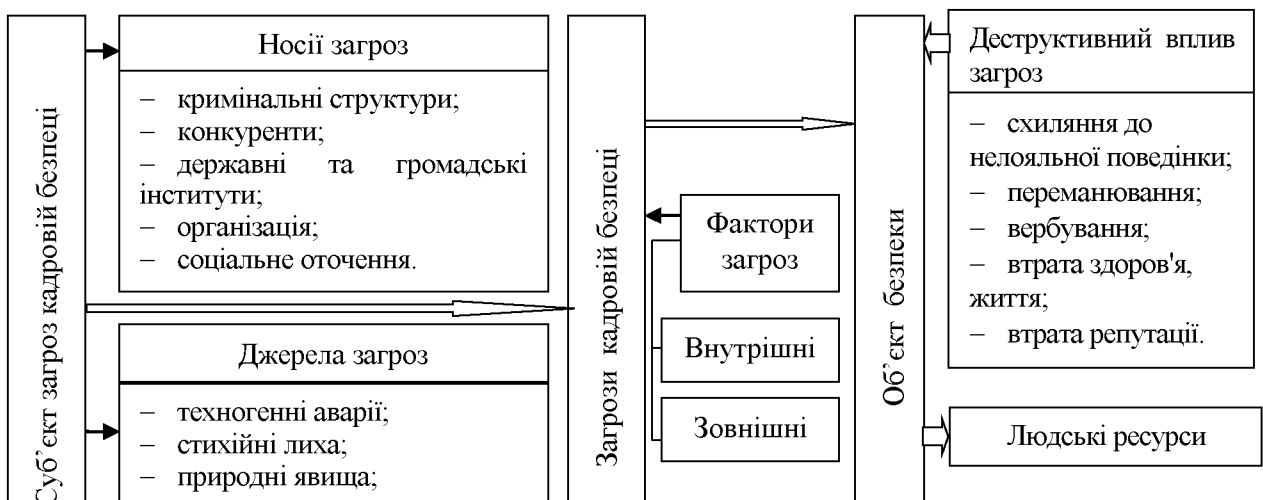 Суб’єкт загроз кадровій безпеці
Носії загроз
– кримінальні структури;
– конкуренти;
– державні та громадські
інститути;
– організація;
– соціальне оточення.
Джерела загроз
– техногенні аварії;
– стихійні лиха;
– природні явища;
Загрози кадровій безпеці
Фактори
загроз
Внутрішні
Зовнішні
Об’єкт безпеки
Деструктивний вплив
загроз
– схиляння до
нелояльної поведінки;
– переманювання;
– вербування;
– втрата здоров'я,
життя;
– втрата репутації.
Людські ресурси